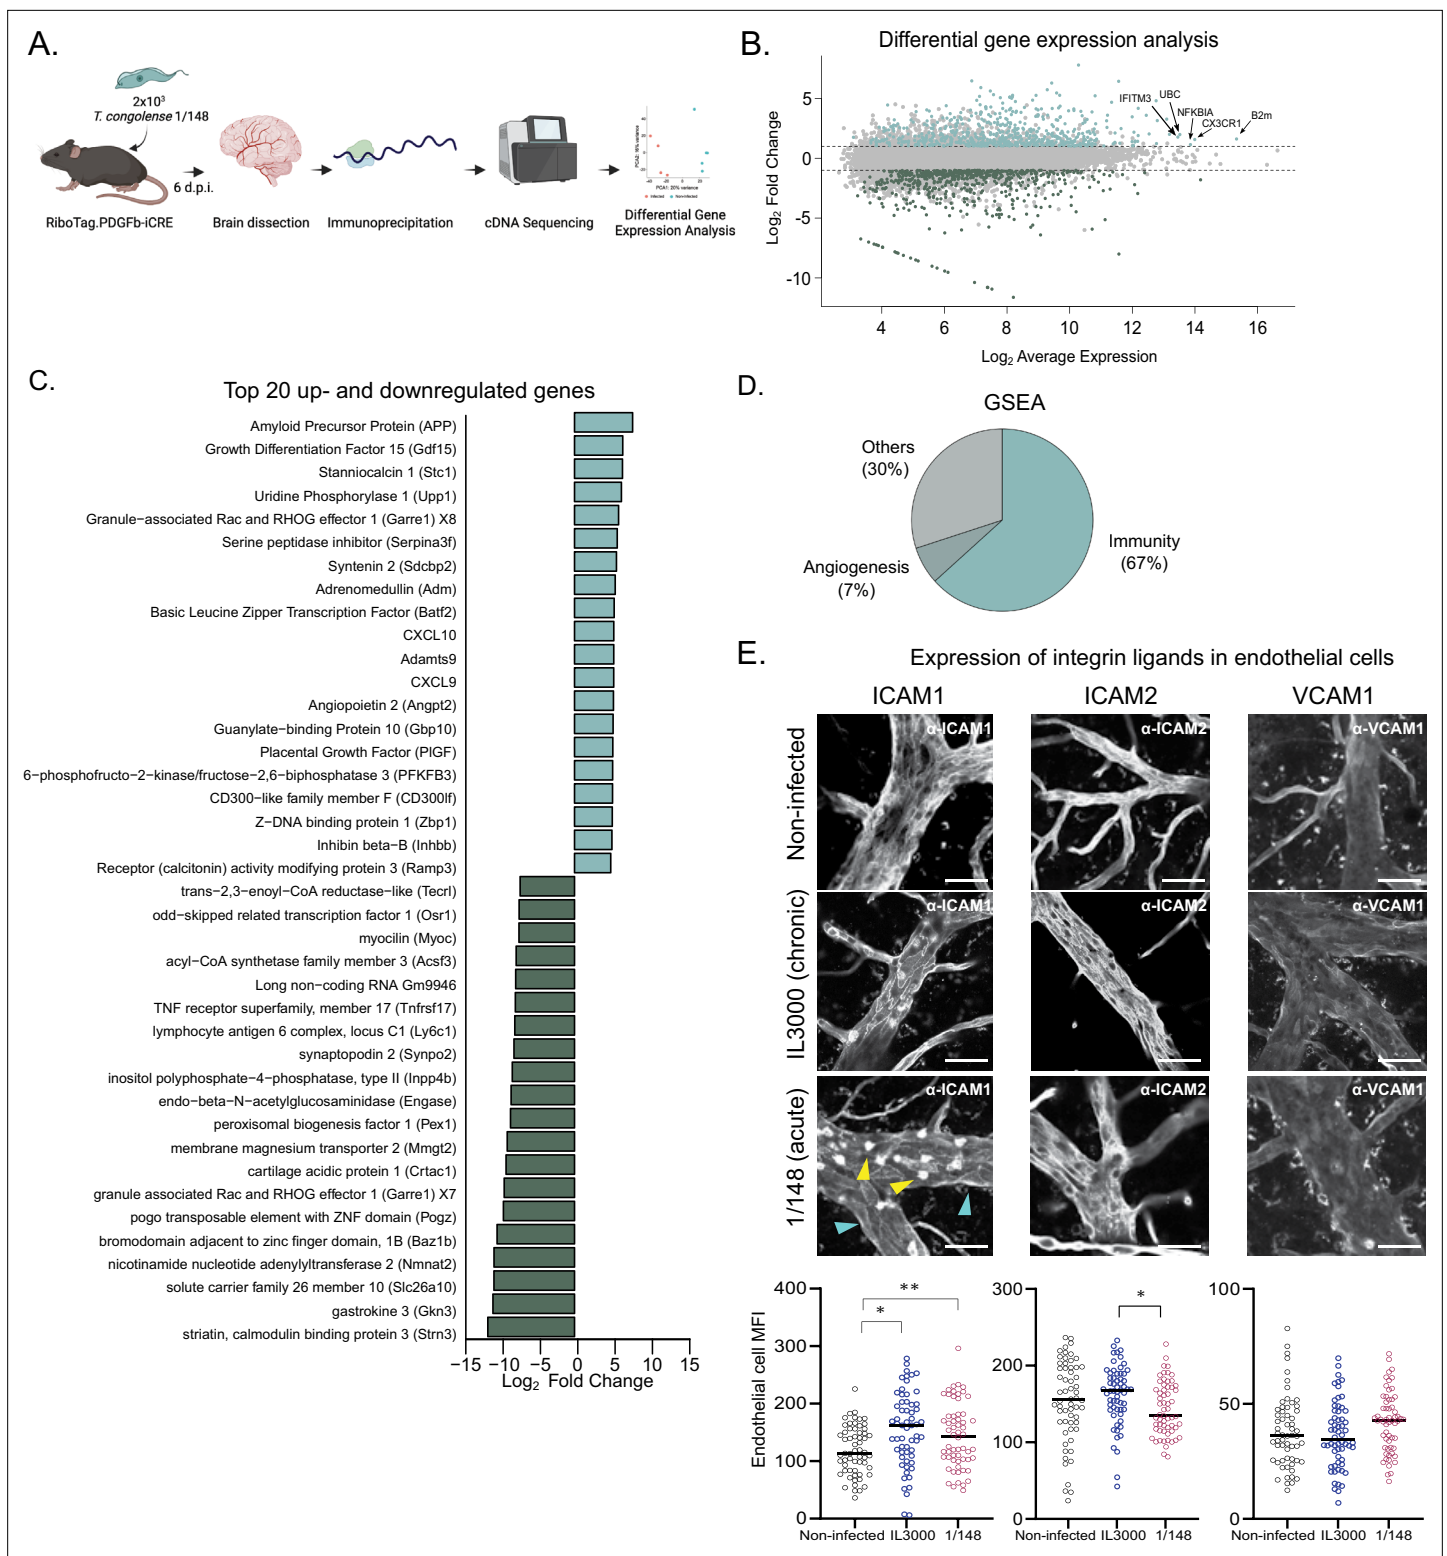 A.
2x10³
T. congolense 1/148
6 d.p.i.
RiboTag.PDGFb-iCRE
Brain dissection
Immunoprecipitation
cDNA Sequencing
Differential Gene
Expression Analysis
PCA2: 16% variance
PCA1: 20% variance
Infected
Non-infected
B.
Differential gene expression analysis
Log₂ Fold Change
5
0
-5
-10
IFITM3
UBC
NFKBIA
CX3CR1
B2m
4 6 8 10 12 14 16
Log₂ Average Expression
C.
Top 20 up- and downregulated genes
Amyloid Precursor Protein (APP)
Growth Differentiation Factor 15 (Gdf15)
Stanniocalcin 1 (Stc1)
Uridine Phosphorylase 1 (Upp1)
Granule−associated Rac and RHOG effector 1 (Garre1) X8
Serine peptidase inhibitor (Serpina3f)
Syntenin 2 (Sdcbp2)
Adrenomedullin (Adm)
Basic Leucine Zipper Transcription Factor (Batf2)
CXCL10
Adamts9
CXCL9
Angiopoietin 2 (Angpt2)
Guanylate−binding Protein 10 (Gbp10)
Placental Growth Factor (PIGF)
6−phosphofructo−2−kinase/fructose−2,6−biphosphatase 3 (PFKFB3)
CD300−like family member F (CD300lf)
Z−DNA binding protein 1 (Zbp1)
Inhibin beta−B (Inhbb)
Receptor (calcitonin) activity modifying protein 3 (Ramp3)
trans−2,3−enoyl−CoA reductase−like (Tecrl)
odd−skipped related transcription factor 1 (Osr1)
myocilin (Myoc)
acyl−CoA synthetase family member 3 (Acsf3)
Long non−coding RNA Gm9946
TNF receptor superfamily, member 17 (Tnfrsf17)
lymphocyte antigen 6 complex, locus C1 (Ly6c1)
synaptopodin 2 (Synpo2)
inositol polyphosphate−4−phosphatase, type II (Inpp4b)
endo−beta−N−acetylglucosaminidase (Engase)
peroxisomal biogenesis factor 1 (Pex1)
membrane magnesium transporter 2 (Mmgt2)
cartilage acidic protein 1 (Crtac1)
granule associated Rac and RHOG effector 1 (Garre1) X7
pogo transposable element with ZNF domain (Pogz)
bromodomain adjacent to zinc finger domain, 1B (Baz1b)
nicotinamide nucleotide adenylyltransferase 2 (Nmnat2)
solute carrier family 26 member 10 (Slc26a10)
gastrokine 3 (Gkn3)
striatin, calmodulin binding protein 3 (Strn3)
−15 −10 −5 0 5 10 15
Log₂ Fold Change
D.
GSEA
Others
(30%)
Angiogenesis
(7%)
Immunity
(67%)
E.
Expression of integrin ligands in endothelial cells
ICAM1 ICAM2 VCAM1
Non-infected
α-ICAM1 α-ICAM2 α-VCAM1
IL3000 (chronic)
α-ICAM1 α-ICAM2 α-VCAM1
1/148 (acute)
α-ICAM1 α-ICAM2 α-VCAM1
Endothelial cell MFI
400
300
200
100
0
*
**
Non-infected IL3000 1/148
300
200
100
0
*
Non-infected IL3000 1/148
100
50
0
Non-infected IL3000 1/148